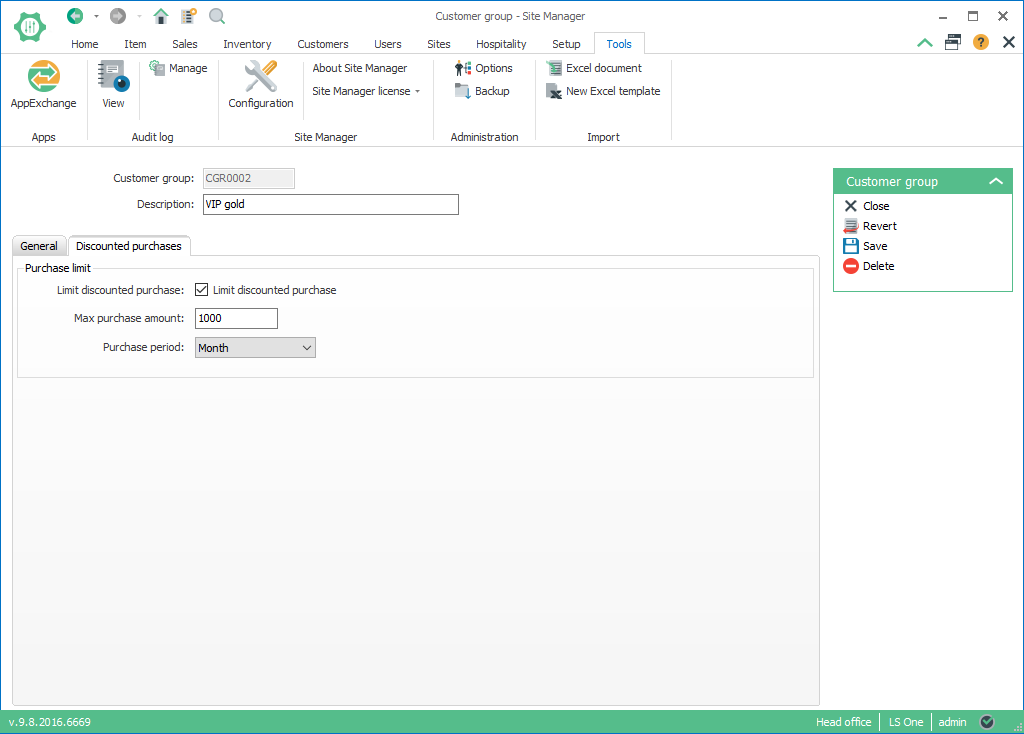 Customer group - Site Manager
Home Item Sales Inventory Customers Users Sites Hospitality Setup Tools
?
AppExchange
Apps
View
Manage
Audit log
Configuration
About Site Manager
Site Manager license
Site Manager
Options
Backup
Administration
Excel document
New Excel template
Import
Customer group: CGR0002
Description: VIP gold
General Discounted purchases
Purchase limit
Limit discounted purchase: Limit discounted purchase
Max purchase amount: 1000
Purchase period: Month
Customer group
Close
Revert
Save
Delete
v.9.8.2016.6669
Head office LS One admin